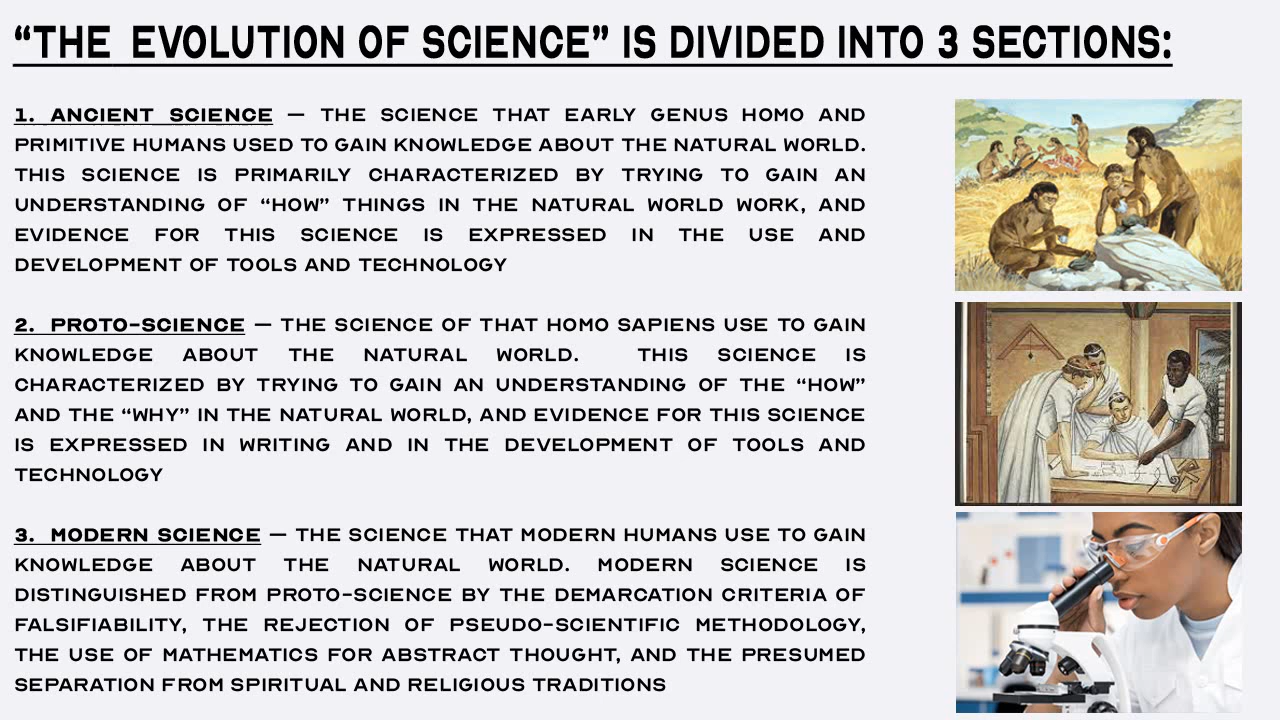 “THE EVOLUTION OF SCIENCE” IS DIVIDED INTO 3 SECTIONS:
1. ANCIENT SCIENCE – THE SCIENCE THAT EARLY GENUS HOMO AND
PRIMITIVE HUMANS USED TO GAIN KNOWLEDGE ABOUT THE NATURAL WORLD.
THIS SCIENCE IS PRIMARILY CHARACTERIZED BY TRYING TO GAIN AN
UNDERSTANDING OF “HOW” THINGS IN THE NATURAL WORLD WORK, AND
EVIDENCE FOR THIS SCIENCE IS EXPRESSED IN THE USE AND
DEVELOPMENT OF TOOLS AND TECHNOLOGY
2. PROTO-SCIENCE – THE SCIENCE OF THAT HOMO SAPIENS USE TO GAIN
KNOWLEDGE ABOUT THE NATURAL WORLD. THIS SCIENCE IS
CHARACTERIZED BY TRYING TO GAIN AN UNDERSTANDING OF THE “HOW”
AND THE “WHY” IN THE NATURAL WORLD, AND EVIDENCE FOR THIS SCIENCE
IS EXPRESSED IN WRITING AND IN THE DEVELOPMENT OF TOOLS AND
TECHNOLOGY
3. MODERN SCIENCE – THE SCIENCE THAT MODERN HUMANS USE TO GAIN
KNOWLEDGE ABOUT THE NATURAL WORLD. MODERN SCIENCE IS
DISTINGUISHED FROM PROTO-SCIENCE BY THE DEMARCATION CRITERIA OF
FALSIFIABILITY, THE REJECTION OF PSEUDO-SCIENTIFIC METHODOLOGY,
THE USE OF MATHEMATICS FOR ABSTRACT THOUGHT, AND THE PRESUMED
SEPARATION FROM SPIRITUAL AND RELIGIOUS TRADITIONS